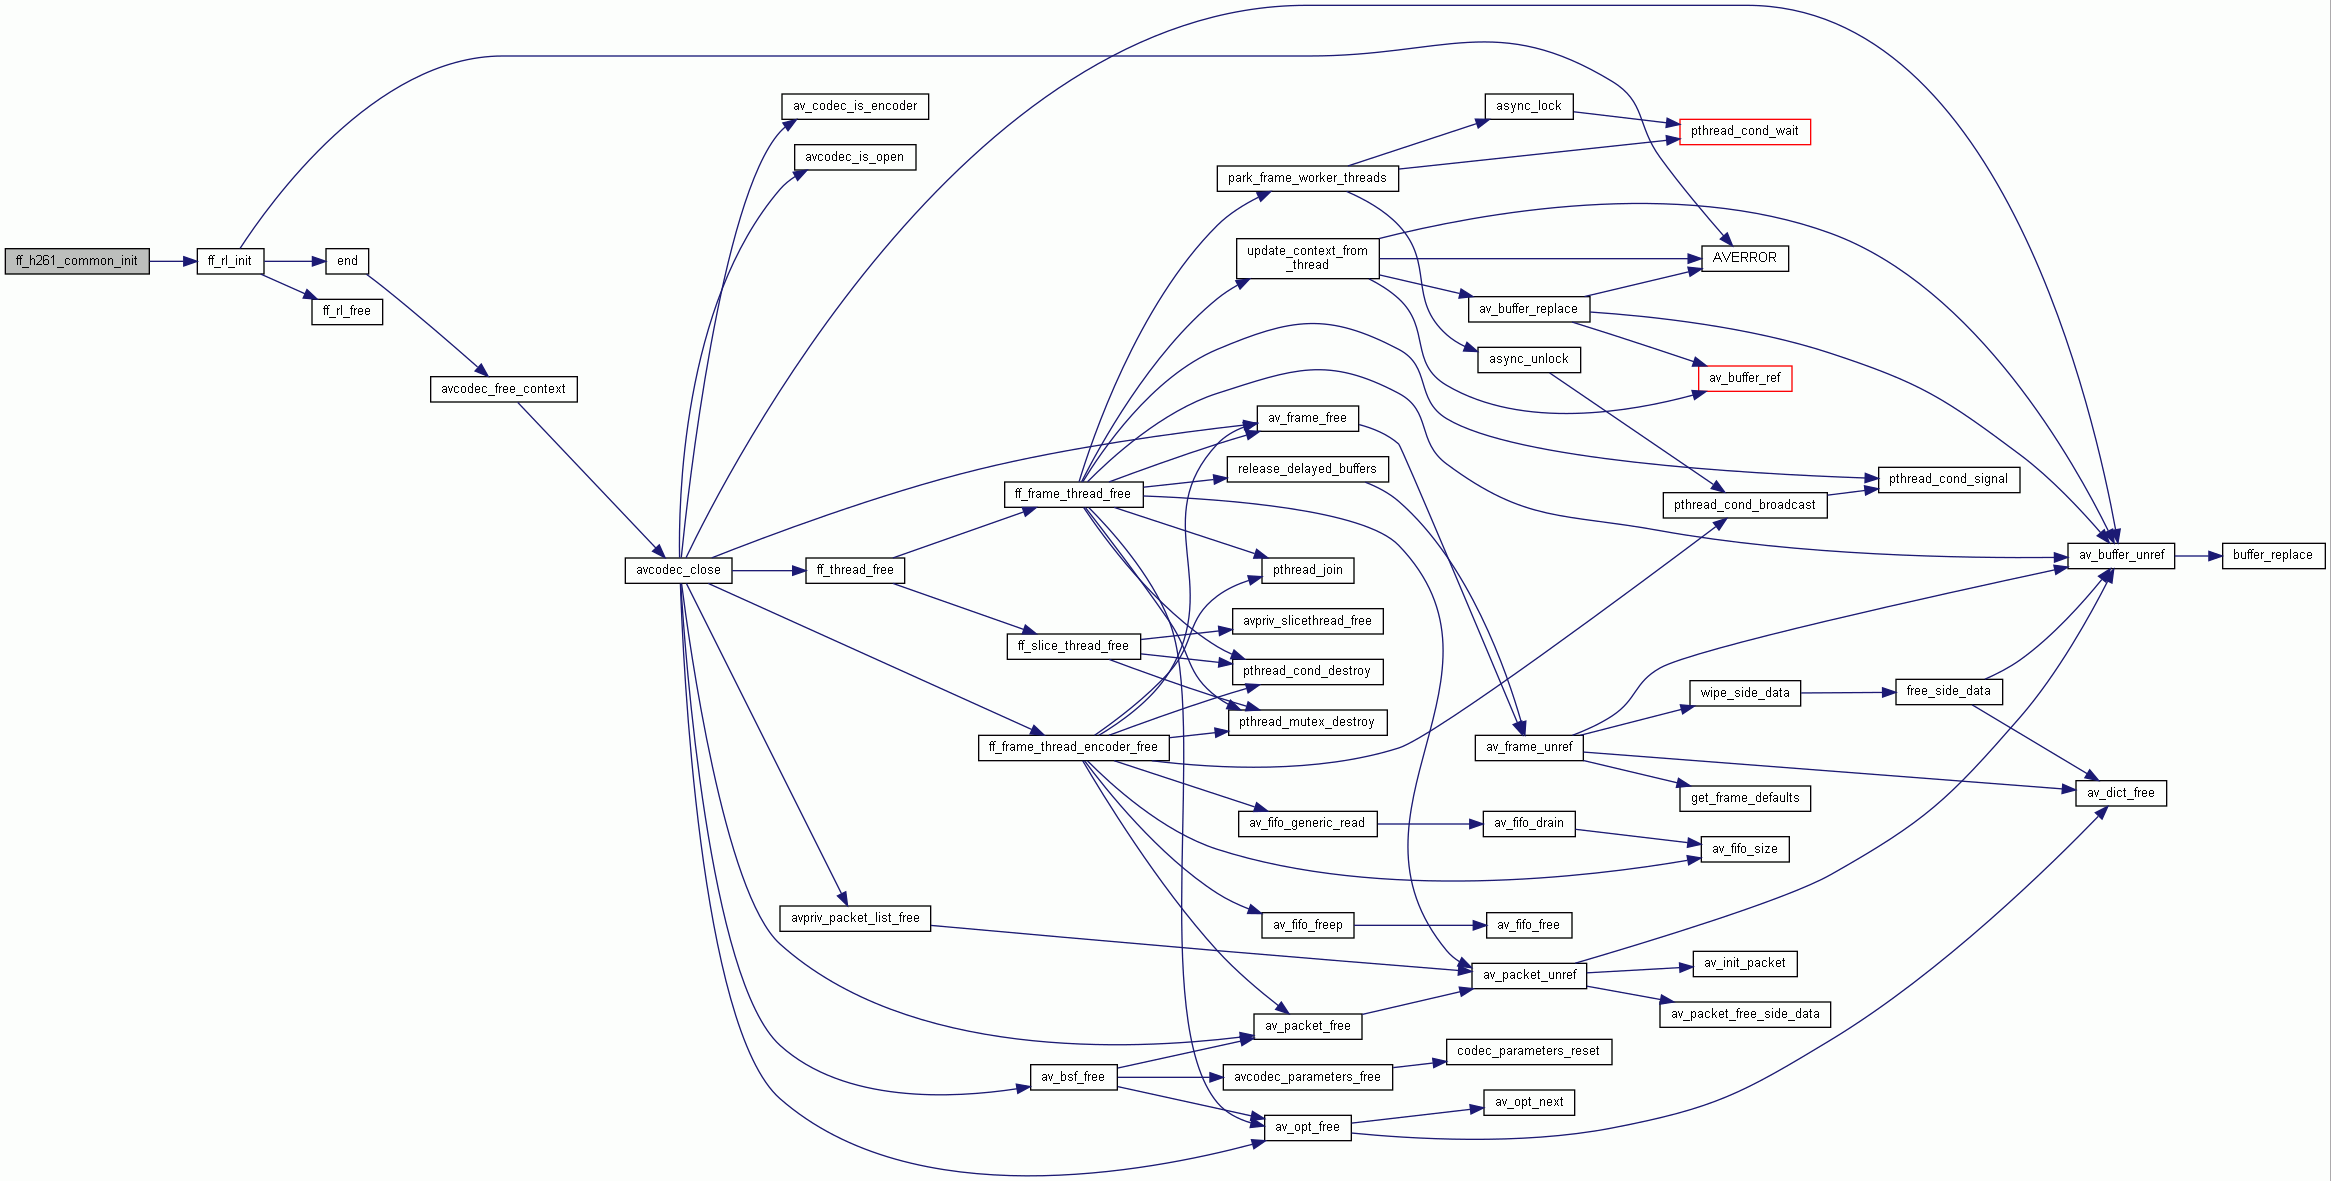 ff_h261_common_init
ff_rl_init
end
ff_rl_free
avcodec_free_context
avcodec_close
av_codec_is_encoder
avcodec_is_open
ff_thread_free
avpriv_packet_list_free
ff_frame_thread_free
ff_slice_thread_free
ff_frame_thread_encoder_free
av_bsf_free
park_frame_worker_threads
update_context_from
_thread
av_frame_free
release_delayed_buffers
pthread_join
avpriv_slicethread_free
pthread_cond_destroy
pthread_mutex_destroy
av_fifo_generic_read
av_fifo_freep
av_packet_free
avcodec_parameters_free
av_opt_free
async_lock
av_buffer_replace
async_unlock
av_frame_unref
av_fifo_drain
av_fifo_free
av_packet_unref
codec_parameters_reset
av_opt_next
pthread_cond_wait
AVERROR
av_buffer_ref
pthread_cond_broadcast
wipe_side_data
get_frame_defaults
av_fifo_size
av_init_packet
av_packet_free_side_data
pthread_cond_signal
free_side_data
av_buffer_unref
av_dict_free
buffer_replace